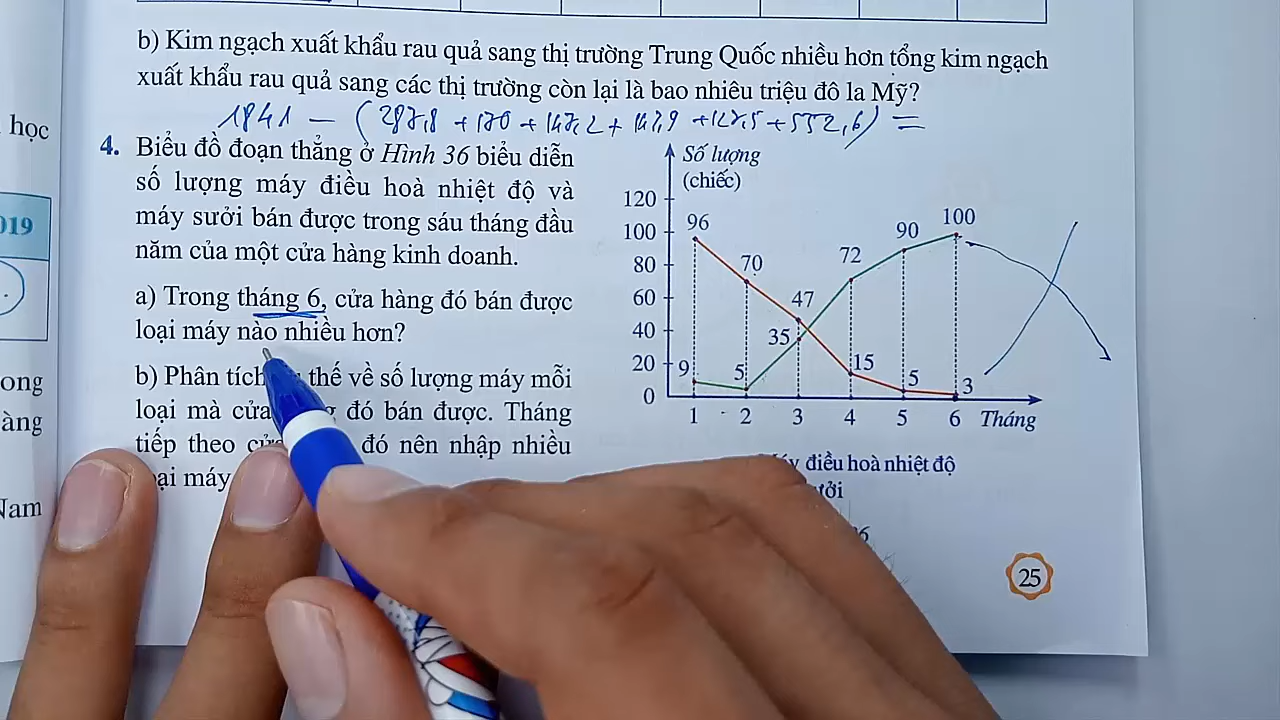 b) Kim ngạch xuất khẩu rau quả sang thị trường Trung Quốc nhiều hơn tổng kim ngạch
xuất khẩu rau quả sang các thị trường còn lại là bao nhiêu triệu đô la Mỹ?
học
019
ong
àng
Nam
4. Biểu đồ đoạn thẳng ở Hình 36 biểu diễn
số lượng máy điều hoà nhiệt độ và
máy sưởi bán được trong sáu tháng đầu
năm của một cửa hàng kinh doanh.
a) Trong tháng 6, cửa hàng đó bán được
loại máy nào nhiều hơn?
b) Phân tích thế về số lượng máy mỗi
loại mà cửa đó bán được. Tháng
tiếp theo đó nên nhập nhiều
ại máy
Số lượng
(chiếc)
120
100
80
60
40
20
0
96
70
47
35
9
5
72
15
90
5
100
3
1 2 3 4 5 6 Tháng
điều hoà nhiệt độ
ưởi
6
25